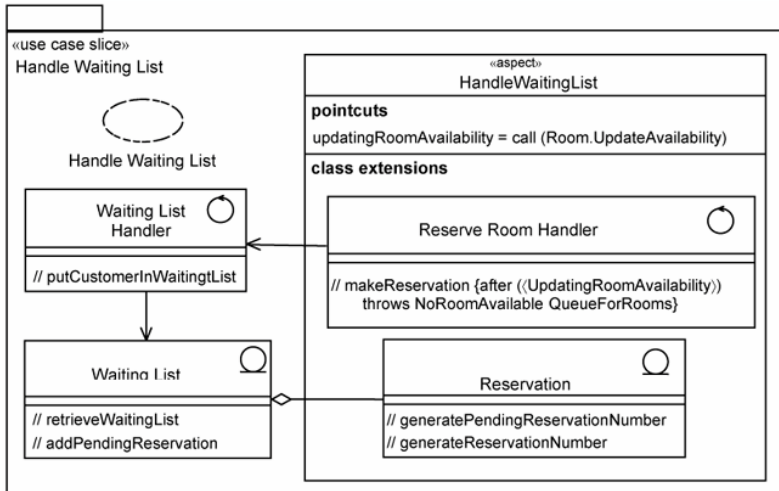 «use case slice»
Handle Waiting List
Handle Waiting List
«aspect»
HandleWaitingList
pointcuts
updatingRoomAvailability = call (Room.UpdateAvailability)
class extensions
Waiting List
Handler
// putCustomerInWaitingtList
Reserve Room Handler
// makeReservation {after (⟨UpdatingRoomAvailability⟩)
throws NoRoomAvailable QueueForRooms}
Waiting List
// retrieveWaitingList
// addPendingReservation
Reservation
// generatePendingReservationNumber
// generateReservationNumber